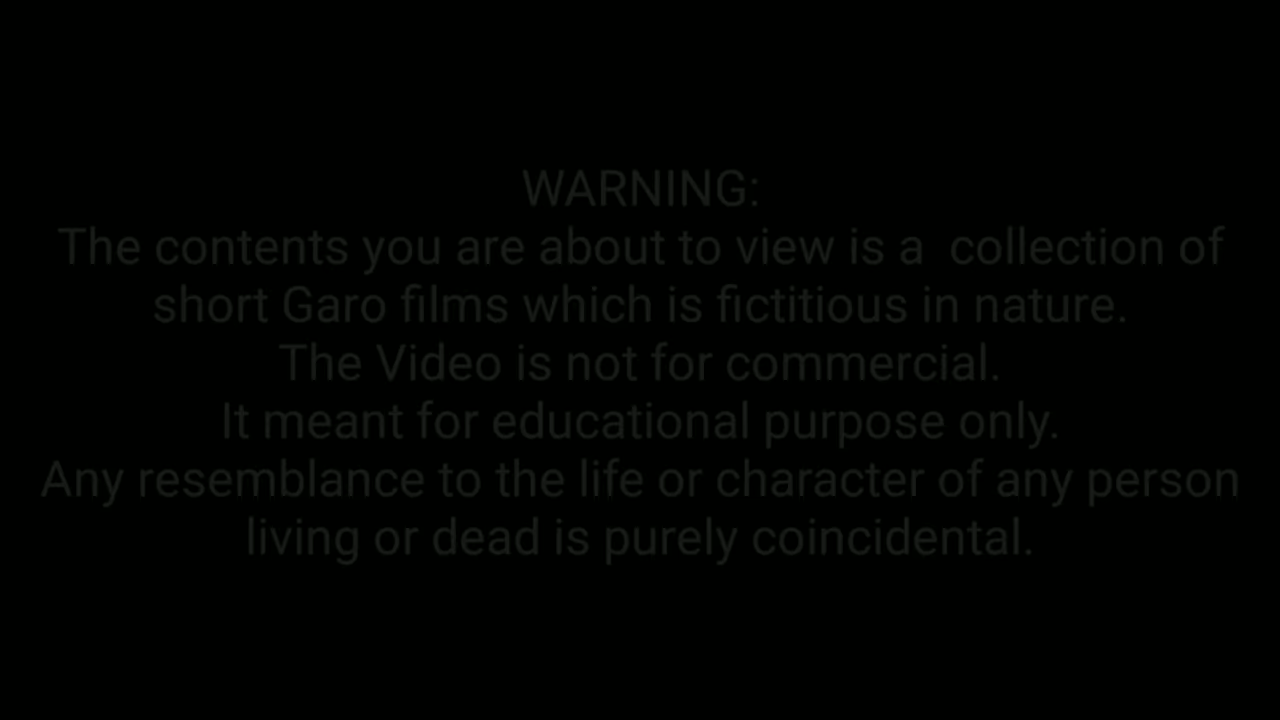 WARNING:
The contents you are about to view is a  collection of
short Garo films which is fictitious in nature.
The Video is not for commercial.
It meant for educational purpose only.
Any resemblance to the life or character of any person
living or dead is purely coincidental.